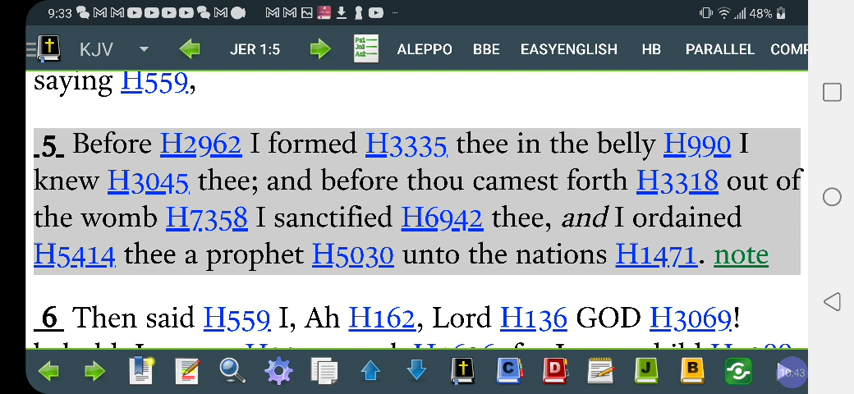 9:33 48%
KJV JER 1:5 ALEPPO BBE EASYENGLISH HB PARALLEL
saying H559,
5 Before H2962 I formed H3335 thee in the belly H990 I
knew H3045 thee; and before thou camest forth H3318 out of
the womb H7358 I sanctified H6942 thee, and I ordained
H5414 thee a prophet H5030 unto the nations H1471. note
6 Then said H559 I, Ah H162, Lord H136 GOD H3069!
C D J B